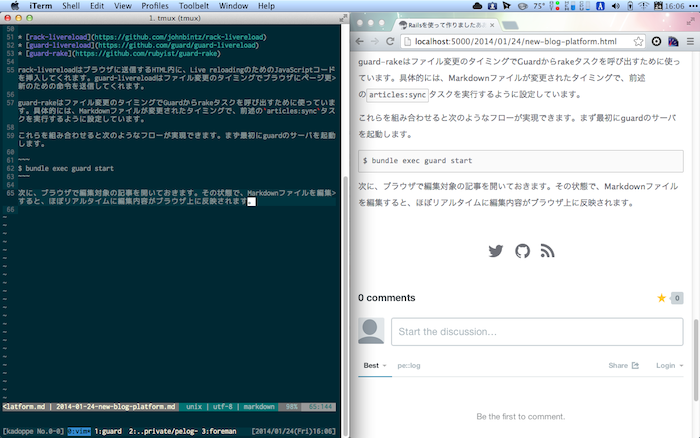 iTerm Shell Edit View Profiles Toolbelt Window Help
75°
16:06
1. tmux (tmux)
50
51 * [rack-livereload](https://github.com/johnbintz/rack-livereload)
52 * [guard-livereload](https://github.com/guard/guard-livereload)
53 * [guard-rake](https://github.com/rubyist/guard-rake)
54
55 rack-livereloadはブラウザに送信するHTML内に、Live reloadingのためのJavaScriptコード
を挿入してくれます。guard-livereloadはファイル変更のタイミングでブラウザにページ更>
新のための命令を送信してくれます。
56
57 guard-rakeはファイル変更のタイミングでGuardからrakeタスクを呼び出すために使っていま
す。具体的には、Markdownファイルが変更されたタイミングで、前述の`articles:sync`タス
クを実行するように設定しています。
58
59 これらを組み合わせると次のようなフローが実現できます。まず最初にguardのサーバを起動
します。
60
61 ~~~
62 $ bundle exec guard start
63 ~~~
64
65 次に、ブラウザで編集対象の記事を開いておきます。その状態で、Markdownファイルを編集>
すると、ほぼリアルタイムに編集内容がブラウザ上に反映されます。
66
<latform.md | 2014-01-24-new-blog-platform.md unix | utf-8 | markdown 98% 65:144
[kadoppe No.0-0] 0:vim* 1:guard 2:..private/pelog- 3:foreman [2014/01/24(Fri)16:06]
Railsを使って作りましたああ
localhost:5000/2014/01/24/new-blog-platform.html
guard-rakeはファイル変更のタイミングでGuardからrakeタスクを呼び出すために使っ
ています。具体的には、Markdownファイルが変更されたタイミングで、前述
の articles:sync タスクを実行するように設定しています。
これらを組み合わせると次のようなフローが実現できます。まず最初にguardのサーバ
を起動します。
$ bundle exec guard start
次に、ブラウザで編集対象の記事を開いておきます。その状態で、Markdownファイル
を編集すると、ほぼリアルタイムに編集内容がブラウザ上に反映されます。
0 comments
0
Start the discussion…
Best pe::log Share Login
Be the first to comment.